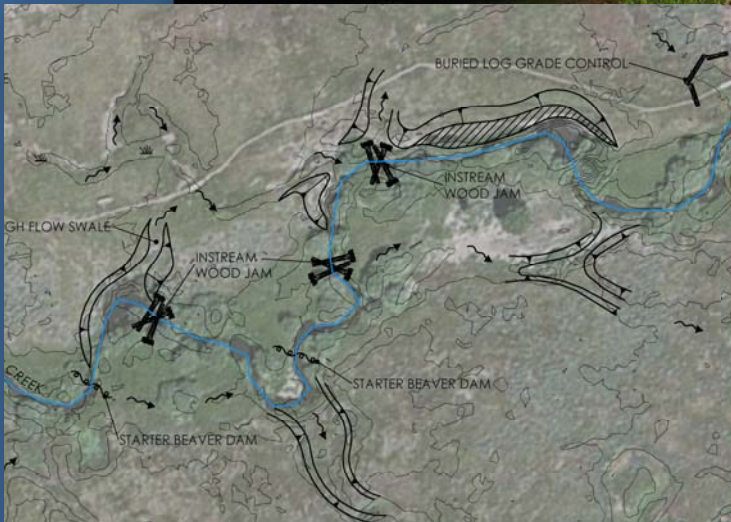 BURIED LOG GRADE CONTROL
INSTREAM
WOOD JAM
GH FLOW SWALE
INSTREAM
WOOD JAM
STARTER BEAVER DAM
CREEK
STARTER BEAVER DAM